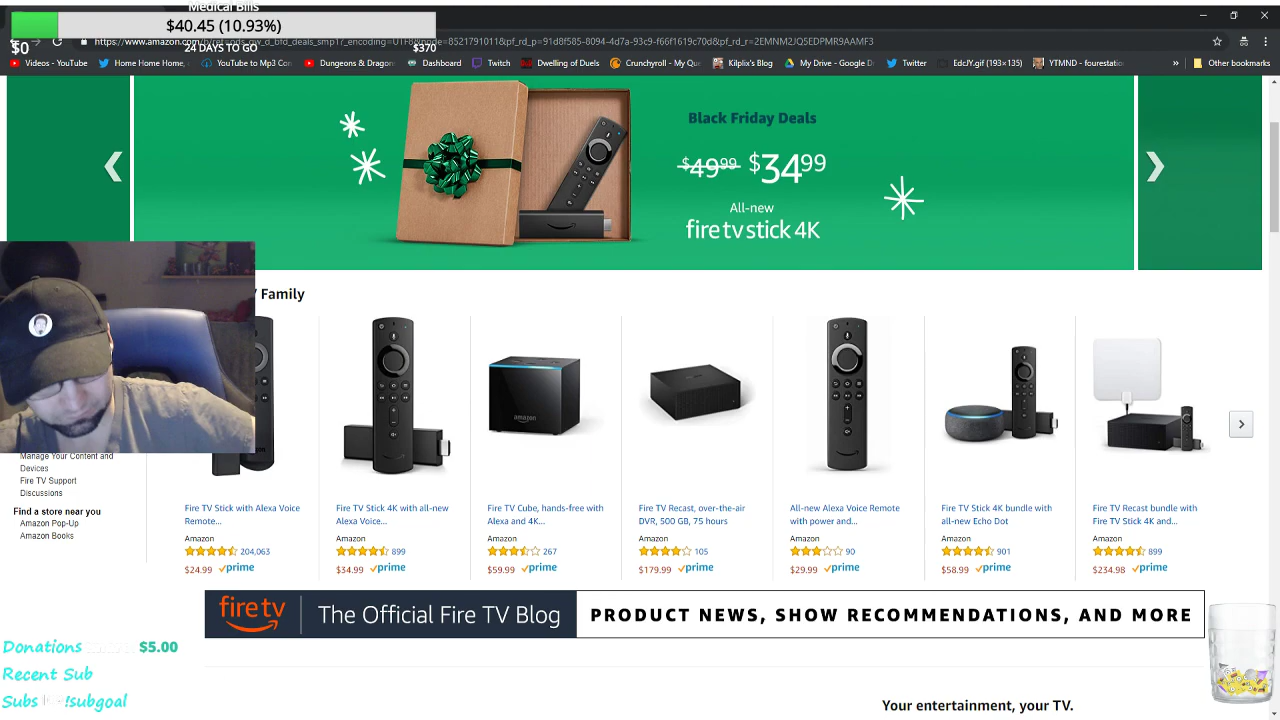 Medical Bills
$40.45 (10.93%)
$0
24 DAYS TO GO
$370
Videos - YouTube
Home Home Home,
YouTube to Mp3 Con
Dungeons & Dragon
Dashboard
Twitch
Dwelling of Duels
Crunchyroll - My Qu
Kilplix's Blog
My Drive - Google D
Twitter
EdcJY.gif (193×135)
YTMND - fourestatio
»
Other bookmarks
Black Friday Deals
$49.99 $34.99
All-new
fire tv stick 4K
Family
Manage Your Content and
Devices
Fire TV Support
Discussions
Find a store near you
Amazon Pop-Up
Amazon Books
Fire TV Stick with Alexa Voice
Remote...
Amazon
204,063
$24.99 prime
Fire TV Stick 4K with all-new
Alexa Voice...
Amazon
899
$34.99 prime
Fire TV Cube, hands-free with
Alexa and 4K...
Amazon
267
$59.99 prime
Fire TV Recast, over-the-air
DVR, 500 GB, 75 hours
Amazon
105
$179.99 prime
All-new Alexa Voice Remote
with power and...
Amazon
90
$29.99 prime
Fire TV Stick 4K bundle with
all-new Echo Dot
Amazon
901
$58.99 prime
Fire TV Recast bundle with
Fire TV Stick 4K and...
Amazon
899
$234.98 prime
fire tv The Official Fire TV Blog PRODUCT NEWS, SHOW RECOMMENDATIONS, AND MORE
Donations $5.00
Recent Sub
Subs !subgoal
Your entertainment, your TV.